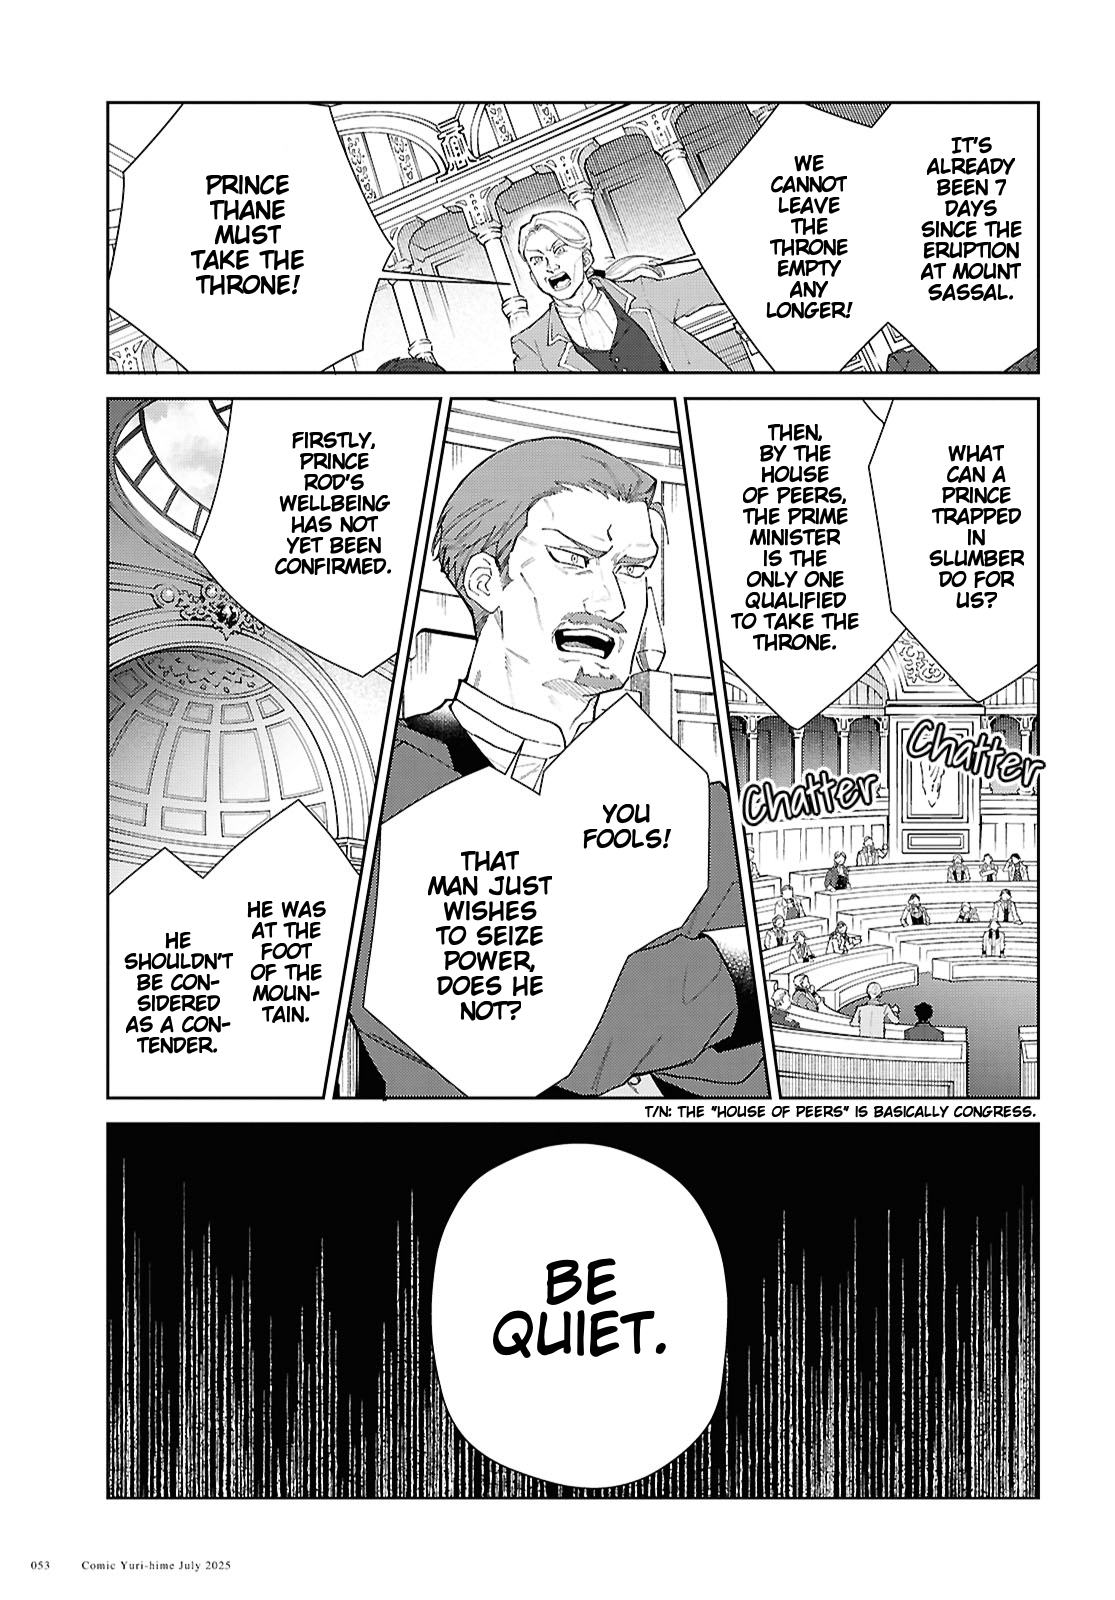 IT'S
ALREADY
BEEN 7
DAYS
SINCE THE
ERUPTION
AT MOUNT
SASSAL.
WE
CANNOT
LEAVE
THE
THRONE
EMPTY
ANY
LONGER!
PRINCE
THANE
MUST
TAKE THE
THRONE!
WHAT
CAN A
PRINCE
TRAPPED
IN
SLUMBER
DO FOR
US?
THEN,
BY THE
HOUSE
OF PEERS,
THE PRIME
MINISTER
IS THE
ONLY ONE
QUALIFIED
TO TAKE THE
THRONE.
Chatter
Chatter
YOU
FOOLS!
THAT
MAN JUST
WISHES
TO SEIZE
POWER,
DOES HE
NOT?
FIRSTLY,
PRINCE
ROD'S
WELLBEING
HAS NOT
YET BEEN
CONFIRMED.
HE WAS
AT THE
FOOT
OF THE
MOUN-
TAIN.
HE
SHOULDN'T
BE CON-
SIDERED
AS A CON-
TENDER.
T/N: THE "HOUSE OF PEERS" IS BASICALLY CONGRESS.
BE
QUIET.
053 Comic Yuri-hime July 2025